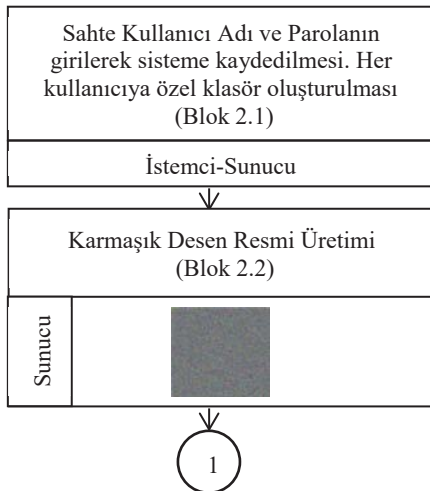 Sahte Kullanıcı Adı ve Parolanın
girilerek sisteme kaydedilmesi. Her
kullanıcıya özel klasör oluşturulması
(Blok 2.1)
İstemci-Sunucu
Karmaşık Desen Resmi Üretimi
(Blok 2.2)
Sunucu
1